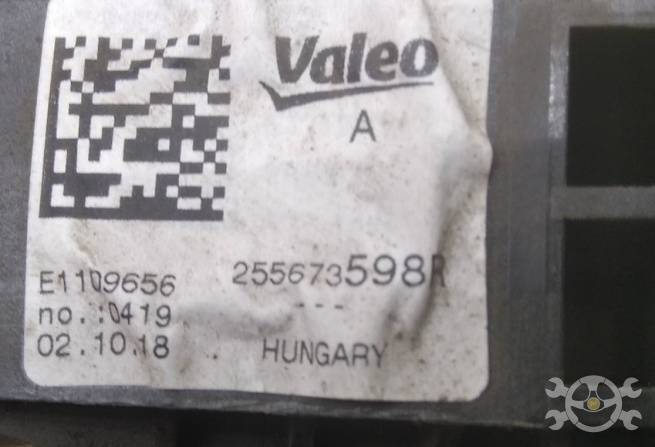 Valeo
A
E1109656
255673598R
no.:0419
---
02.10.18
HUNGARY